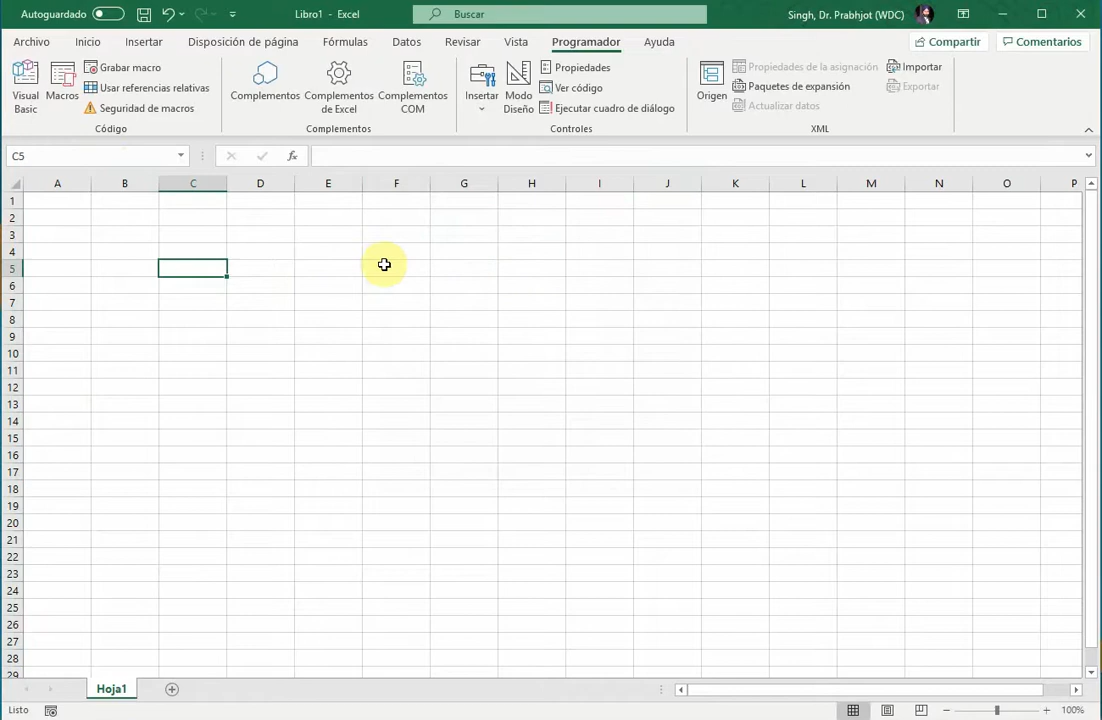 Autoguardado
Libro1 - Excel
Buscar
Singh, Dr. Prabhjot (WDC)
Archivo Inicio Insertar Disposición de página Fórmulas Datos Revisar Vista Programador Ayuda
Compartir
Comentarios
Visual Basic
Macros
Grabar macro
Usar referencias relativas
Seguridad de macros
Código
Complementos
Complementos de Excel
Complementos COM
Complementos
Insertar
Modo Diseño
Propiedades
Ver código
Ejecutar cuadro de diálogo
Controles
Origen
Propiedades de la asignación
Paquetes de expansión
Actualizar datos
Importar
Exportar
XML
C5
fx
A B C D E F G H I J K L M N O P
1
2
3
4
5
6
7
8
9
10
11
12
13
14
15
16
17
18
19
20
21
22
23
24
25
26
27
28
29
Hoja1
Listo
100%